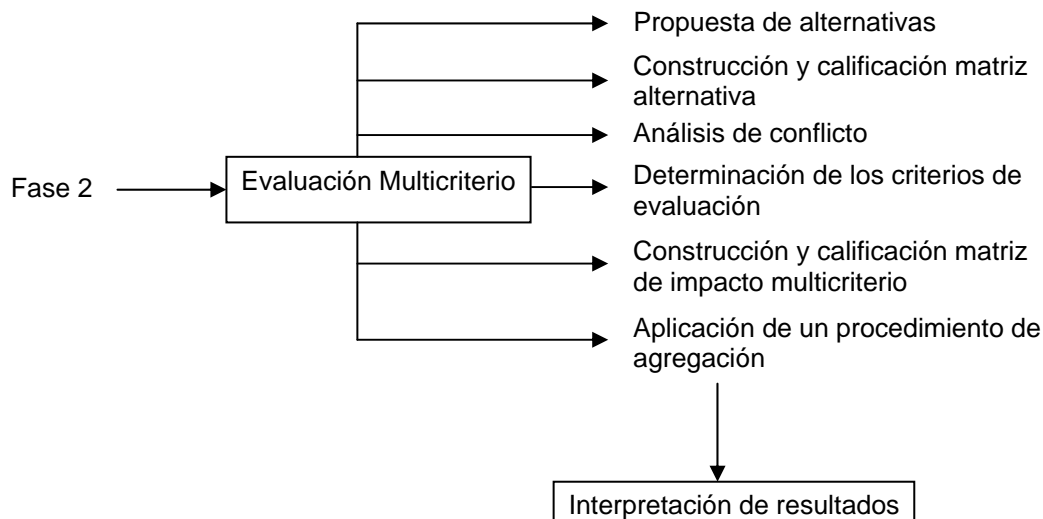 Propuesta de alternativas
Construcción y calificación matriz
alternativa
Análisis de conflicto
Fase 2
Evaluación Multicriterio
Determinación de los criterios de
evaluación
Construcción y calificación matriz
de impacto multicriterio
Aplicación de un procedimiento de
agregación
Interpretación de resultados